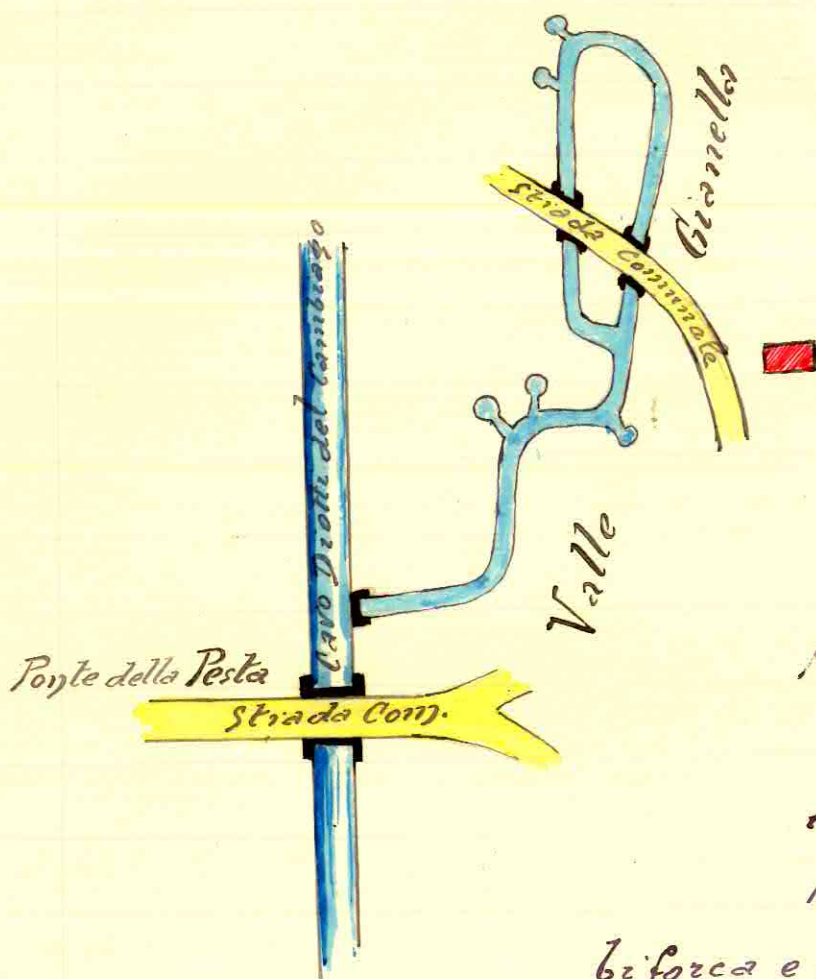 Gianella
Strada Comunale
Cavo Diotti del Cambiago
Valle
Ponte della Pesta
Strada Com.
biforca e